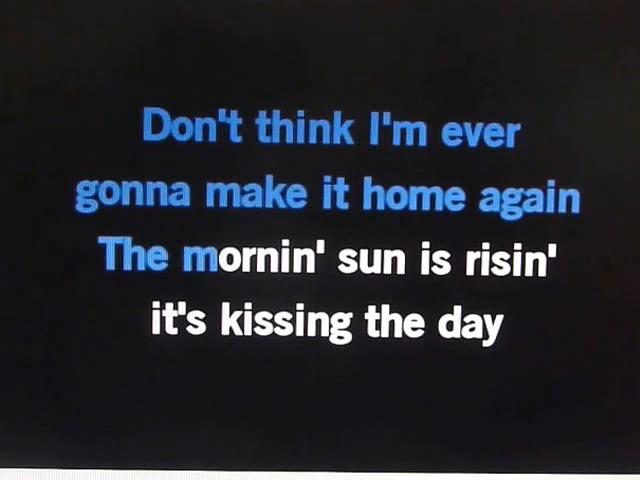 Don't think I'm ever
gonna make it home again
The mornin' sun is risin'
it's kissing the day